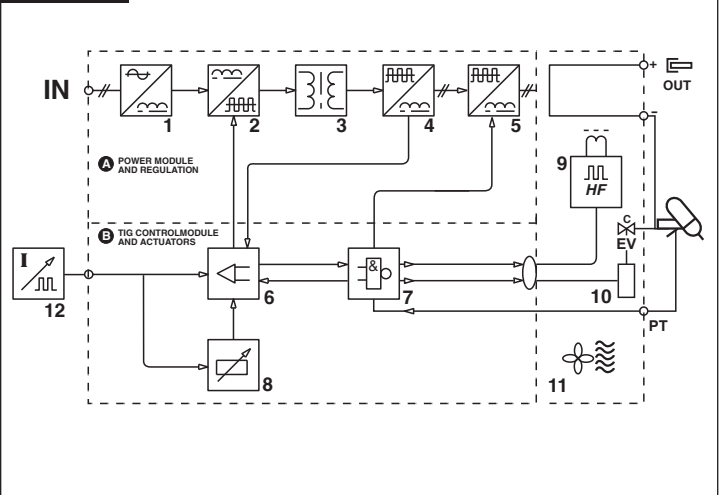 IN
1
2
3
4
5
+
OUT
-
A POWER MODULE
AND REGULATION
9
HF
B TIG CONTROLMODULE
AND ACTUATORS
C
EV
I
&
12
6
7
10
PT
8
11